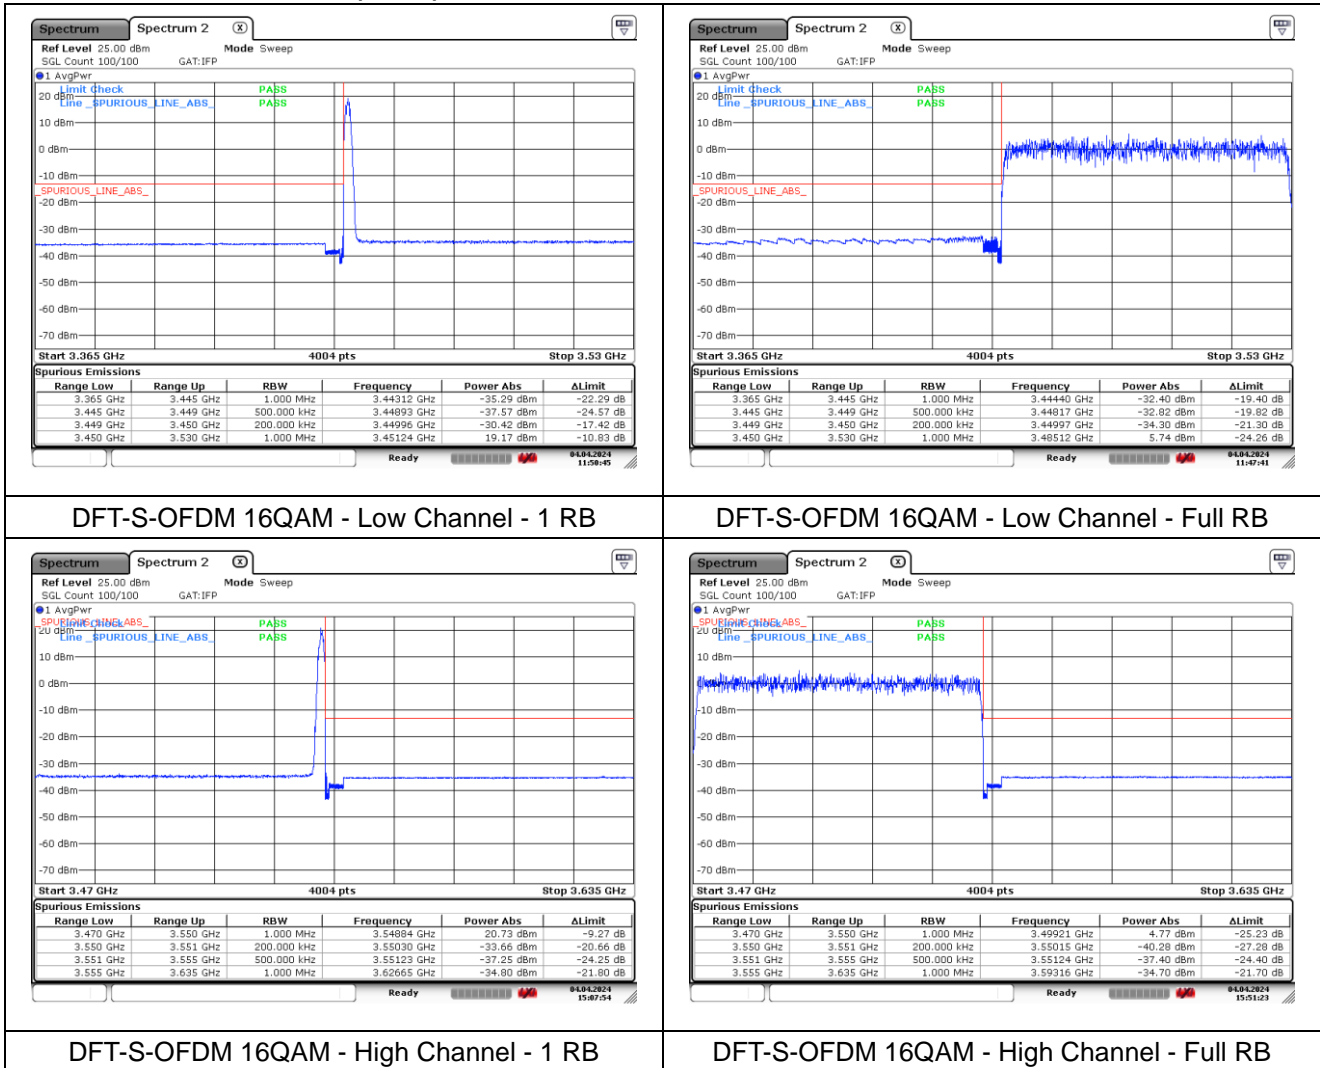 Spectrum Spectrum 2 X
Ref Level 25.00 dBm Mode Sweep
SGL Count 100/100 GAT:IFP
1 AvgPwr
Limit Check PASS
20 dBm
Line _SPURIOUS_LINE_ABS_ PASS
10 dBm
0 dBm
-10 dBm
_SPURIOUS_LINE_ABS_
-20 dBm
-30 dBm
-40 dBm
-50 dBm
-60 dBm
-70 dBm
Start 3.365 GHz 4004 pts Stop 3.53 GHz
Spurious Emissions
Range Low Range Up RBW Frequency Power Abs ΔLimit
3.365 GHz 3.445 GHz 1.000 MHz 3.44312 GHz -35.29 dBm -22.29 dB
3.445 GHz 3.449 GHz 500.000 kHz 3.44893 GHz -37.57 dBm -24.57 dB
3.449 GHz 3.450 GHz 200.000 kHz 3.44996 GHz -30.42 dBm -17.42 dB
3.450 GHz 3.530 GHz 1.000 MHz 3.45124 GHz 19.17 dBm -10.83 dB
Ready 04.04.2024
11:50:45
DFT-S-OFDM 16QAM - Low Channel - 1 RB
Spectrum Spectrum 2 X
Ref Level 25.00 dBm Mode Sweep
SGL Count 100/100 GAT:IFP
1 AvgPwr
Limit Check PASS
20 dBm
Line _SPURIOUS_LINE_ABS_ PASS
10 dBm
0 dBm
-10 dBm
_SPURIOUS_LINE_ABS_
-20 dBm
-30 dBm
-40 dBm
-50 dBm
-60 dBm
-70 dBm
Start 3.365 GHz 4004 pts Stop 3.53 GHz
Spurious Emissions
Range Low Range Up RBW Frequency Power Abs ΔLimit
3.365 GHz 3.445 GHz 1.000 MHz 3.44440 GHz -32.40 dBm -19.40 dB
3.445 GHz 3.449 GHz 500.000 kHz 3.44817 GHz -32.82 dBm -19.82 dB
3.449 GHz 3.450 GHz 200.000 kHz 3.44997 GHz -34.30 dBm -21.30 dB
3.450 GHz 3.530 GHz 1.000 MHz 3.48512 GHz 5.74 dBm -24.26 dB
Ready 04.04.2024
11:47:41
DFT-S-OFDM 16QAM - Low Channel - Full RB
Spectrum Spectrum 2 X
Ref Level 25.00 dBm Mode Sweep
SGL Count 100/100 GAT:IFP
1 AvgPwr
_SPURIOUS_LINE_ABS_
Limit Check PASS
20 dBm
Line _SPURIOUS_LINE_ABS_ PASS
10 dBm
0 dBm
-10 dBm
-20 dBm
-30 dBm
-40 dBm
-50 dBm
-60 dBm
-70 dBm
Start 3.47 GHz 4004 pts Stop 3.635 GHz
Spurious Emissions
Range Low Range Up RBW Frequency Power Abs ΔLimit
3.470 GHz 3.550 GHz 1.000 MHz 3.54884 GHz 20.73 dBm -9.27 dB
3.550 GHz 3.551 GHz 200.000 kHz 3.55030 GHz -33.66 dBm -20.66 dB
3.551 GHz 3.555 GHz 500.000 kHz 3.55123 GHz -37.25 dBm -24.25 dB
3.555 GHz 3.635 GHz 1.000 MHz 3.62665 GHz -34.80 dBm -21.80 dB
Ready 04.04.2024
15:07:54
DFT-S-OFDM 16QAM - High Channel - 1 RB
Spectrum Spectrum 2 X
Ref Level 25.00 dBm Mode Sweep
SGL Count 100/100 GAT:IFP
1 AvgPwr
_SPURIOUS_LINE_ABS_
Limit Check PASS
20 dBm
Line _SPURIOUS_LINE_ABS_ PASS
10 dBm
0 dBm
-10 dBm
-20 dBm
-30 dBm
-40 dBm
-50 dBm
-60 dBm
-70 dBm
Start 3.47 GHz 4004 pts Stop 3.635 GHz
Spurious Emissions
Range Low Range Up RBW Frequency Power Abs ΔLimit
3.470 GHz 3.550 GHz 1.000 MHz 3.49921 GHz 4.77 dBm -25.23 dB
3.550 GHz 3.551 GHz 200.000 kHz 3.55015 GHz -40.28 dBm -27.28 dB
3.551 GHz 3.555 GHz 500.000 kHz 3.55124 GHz -37.40 dBm -24.40 dB
3.555 GHz 3.635 GHz 1.000 MHz 3.59316 GHz -34.70 dBm -21.70 dB
Ready 04.04.2024
15:51:23
DFT-S-OFDM 16QAM - High Channel - Full RB